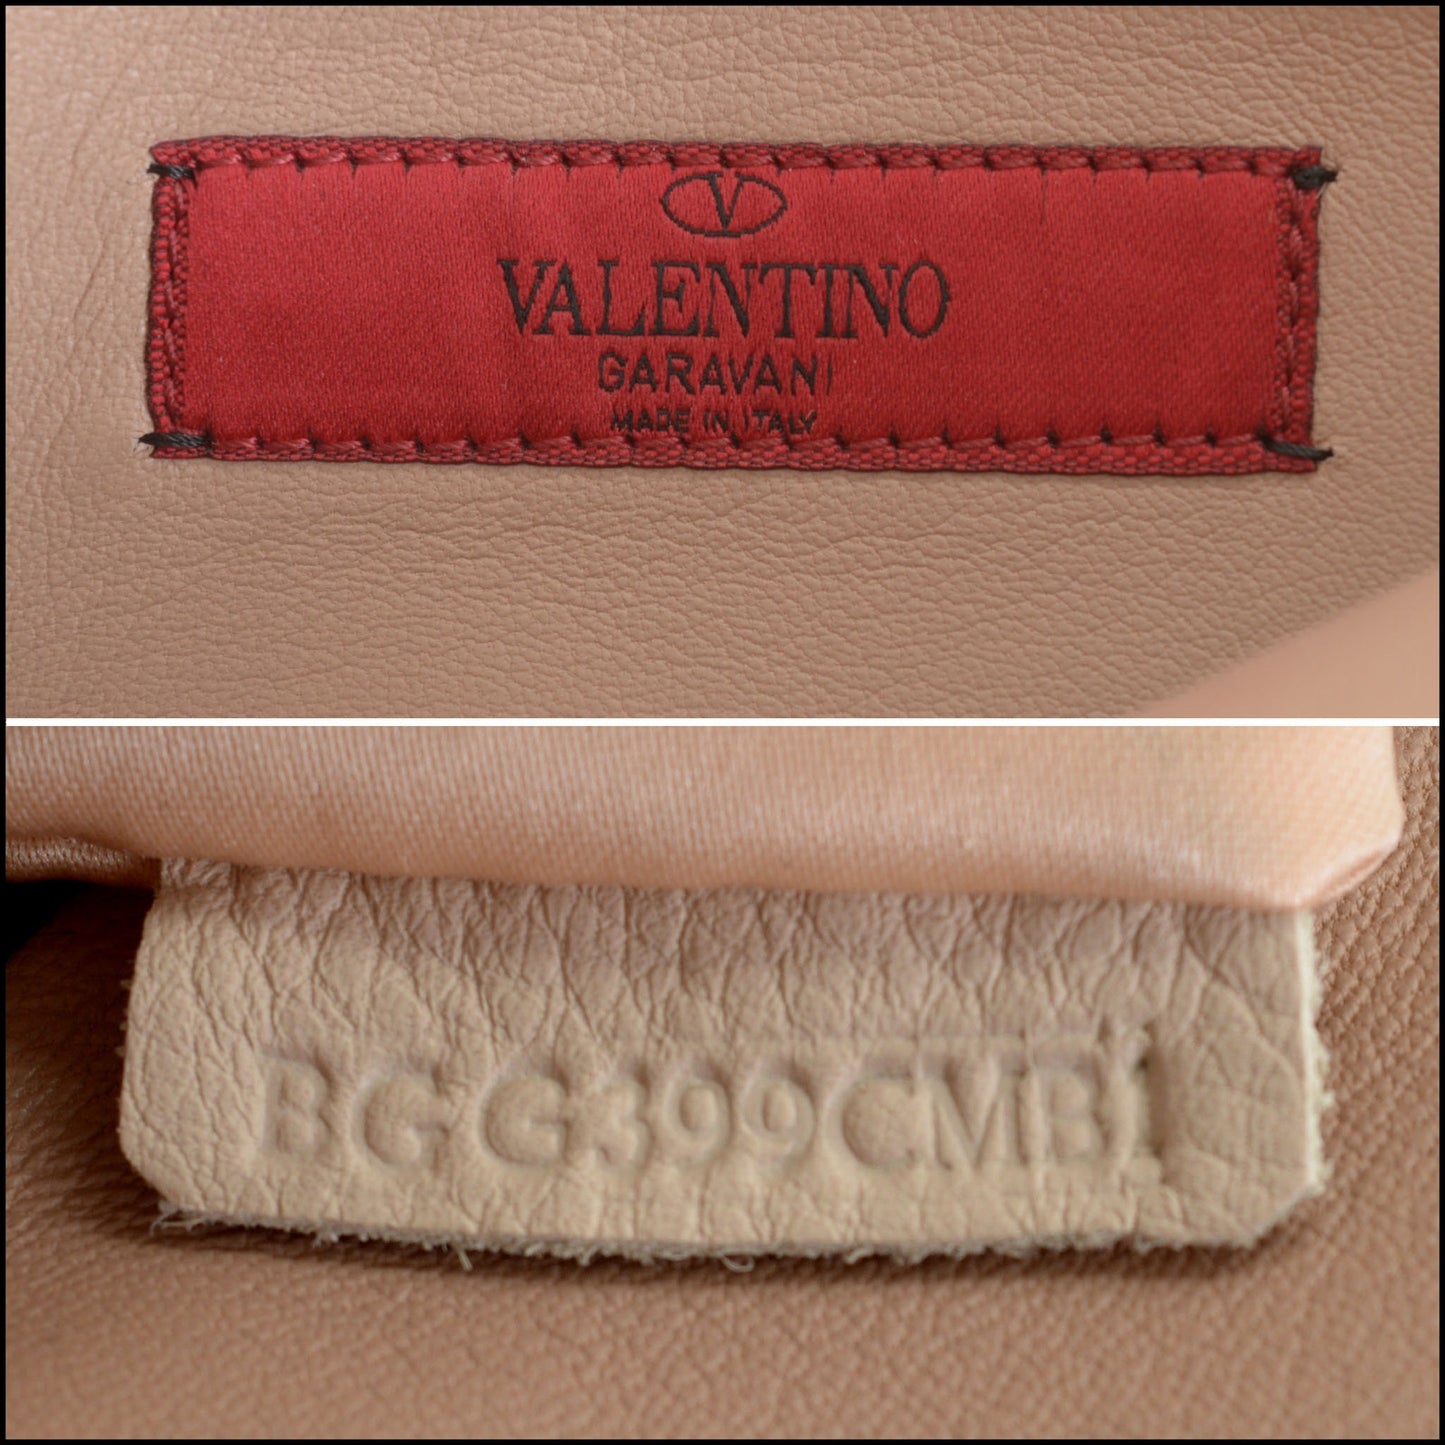 V
VALENTINO
GARAVANI
MADE IN ITALY
BGG399CMB1